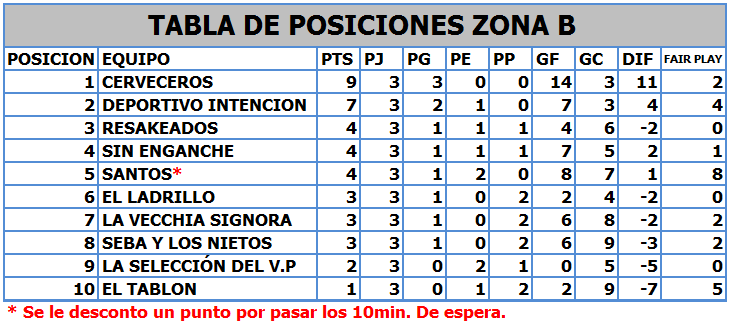 TABLA DE POSICIONES ZONA B
POSICION EQUIPO PTS PJ PG PE PP GF GC DIF FAIR PLAY
1 CERVECEROS 9 3 3 0 0 14 3 11 2
2 DEPORTIVO INTENCION 7 3 2 1 0 7 3 4 4
3 RESAKEADOS 4 3 1 1 1 4 6 -2 0
4 SIN ENGANCHE 4 3 1 1 1 7 5 2 1
5 SANTOS* 4 3 1 2 0 8 7 1 8
6 EL LADRILLO 3 3 1 0 2 2 4 -2 0
7 LA VECCHIA SIGNORA 3 3 1 0 2 6 8 -2 2
8 SEBA Y LOS NIETOS 3 3 1 0 2 6 9 -3 2
9 LA SELECCIÓN DEL V.P 2 3 0 2 1 0 5 -5 0
10 EL TABLON 1 3 0 1 2 2 9 -7 5
* Se le desconto un punto por pasar los 10min. De espera.